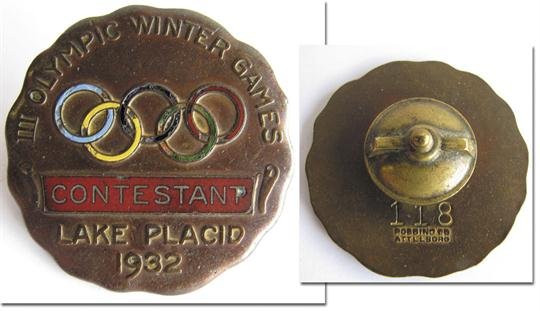 III OLYMPIC WINTER GAMES
CONTESTANT
LAKE PLACID
1932
118
ROBBINS CO
ATTLEBORO